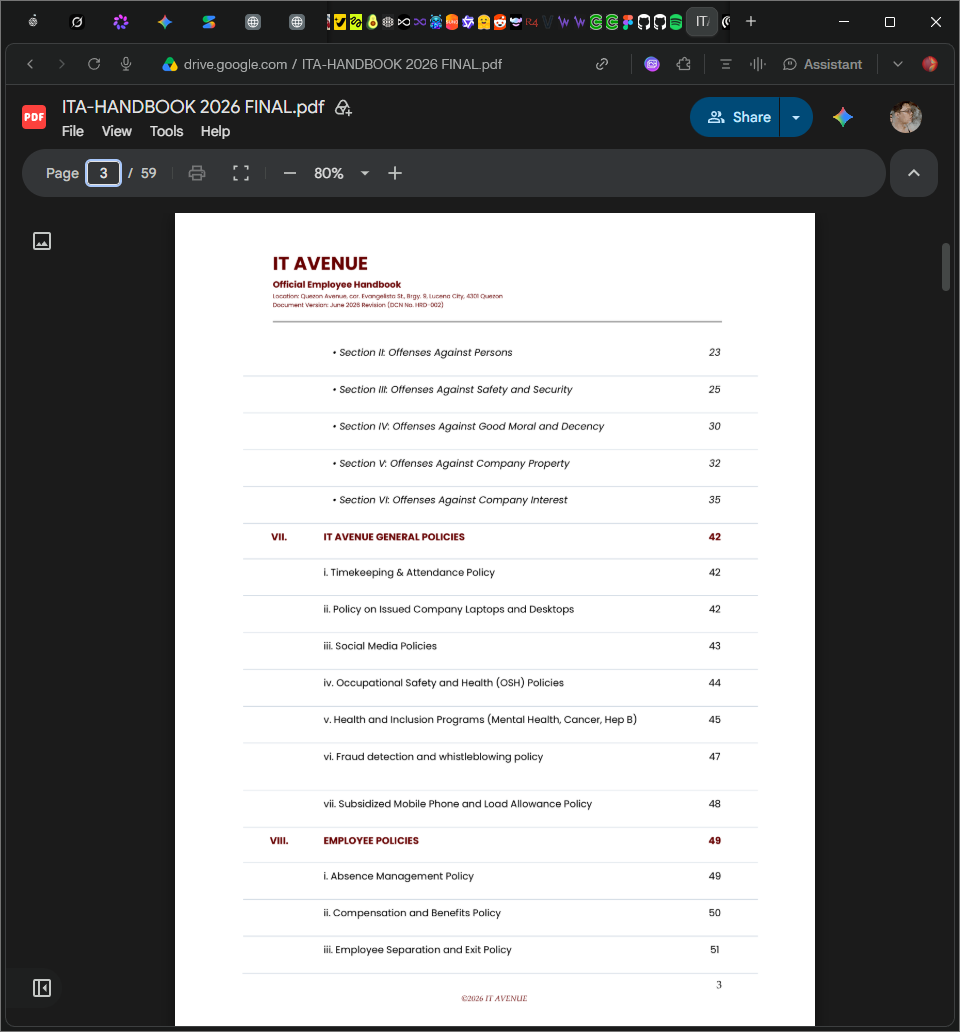 R4
ITA
drive.google.com / ITA-HANDBOOK 2026 FINAL.pdf
Assistant
PDF
ITA-HANDBOOK 2026 FINAL.pdf
File View Tools Help
Share
Page 3 / 59
80%
IT AVENUE
Official Employee Handbook
Location: Quezon Avenue, cor. Evangelista St., Brgy. 9, Lucena City, 4301 Quezon
Document Version: June 2026 Revision (DCN No. HRD-002)
• Section II: Offenses Against Persons 23
• Section III: Offenses Against Safety and Security 25
• Section IV: Offenses Against Good Moral and Decency 30
• Section V: Offenses Against Company Property 32
• Section VI: Offenses Against Company Interest 35
VII. IT AVENUE GENERAL POLICIES 42
i. Timekeeping & Attendance Policy 42
ii. Policy on Issued Company Laptops and Desktops 42
iii. Social Media Policies 43
iv. Occupational Safety and Health (OSH) Policies 44
v. Health and Inclusion Programs (Mental Health, Cancer, Hep B) 45
vi. Fraud detection and whistleblowing policy 47
vii. Subsidized Mobile Phone and Load Allowance Policy 48
VIII. EMPLOYEE POLICIES 49
i. Absence Management Policy 49
ii. Compensation and Benefits Policy 50
iii. Employee Separation and Exit Policy 51
3
©2026 IT AVENUE